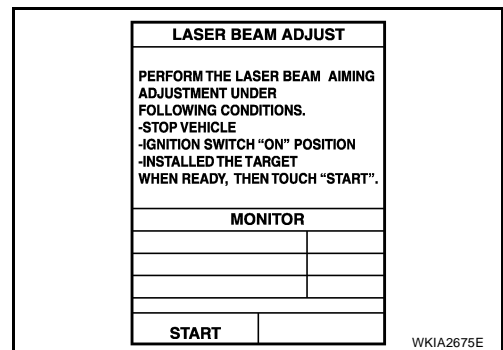 LASER BEAM ADJUST
PERFORM THE LASER BEAM AIMING
ADJUSTMENT UNDER
FOLLOWING CONDITIONS.
-STOP VEHICLE
-IGNITION SWITCH “ON” POSITION
-INSTALLED THE TARGET
WHEN READY, THEN TOUCH “START”.
MONITOR
START
WKIA2675E